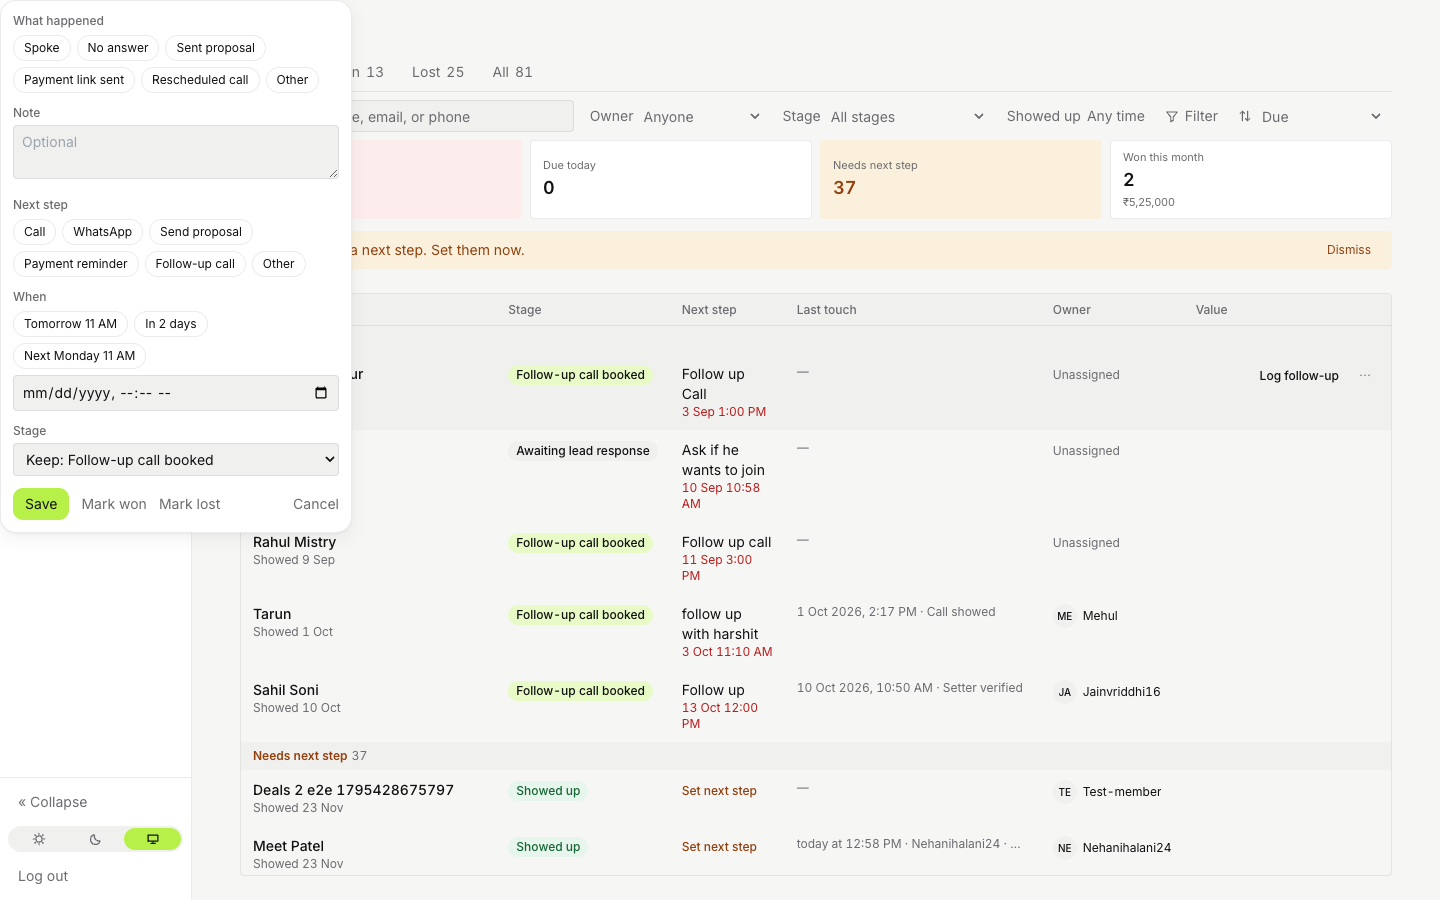 What happened
Spoke
No answer
Sent proposal
Payment link sent
Rescheduled call
Other
Note
Optional
Next step
Call
WhatsApp
Send proposal
Payment reminder
Follow-up call
Other
When
Tomorrow 11 AM
In 2 days
Next Monday 11 AM
mm/dd/yyyy, --:-- --
Stage
Keep: Follow-up call booked
Save
Mark won
Mark lost
Cancel
n 13
Lost 25
All 81
e, email, or phone
Owner Anyone
Stage All stages
Showed up Any time
Filter
Due
Due today
0
Needs next step
37
Won this month
2
₹5,25,000
a next step. Set them now.
Dismiss
Stage
Next step
Last touch
Owner
Value
ur
Follow-up call booked
Follow up
Call
3 Sep 1:00 PM
—
Unassigned
Log follow-up
···
Awaiting lead response
Ask if he
wants to join
10 Sep 10:58
AM
—
Unassigned
Rahul Mistry
Showed 9 Sep
Follow-up call booked
Follow up call
11 Sep 3:00
PM
—
Unassigned
Tarun
Showed 1 Oct
Follow-up call booked
follow up
with harshit
3 Oct 11:10 AM
1 Oct 2026, 2:17 PM · Call showed
ME Mehul
Sahil Soni
Showed 10 Oct
Follow-up call booked
Follow up
13 Oct 12:00
PM
10 Oct 2026, 10:50 AM · Setter verified
JA Jainvriddhi16
Needs next step 37
Deals 2 e2e 1795428675797
Showed 23 Nov
Showed up
Set next step
—
TE Test-member
Meet Patel
Showed 23 Nov
Showed up
Set next step
today at 12:58 PM · Nehanihalani24 · ...
NE Nehanihalani24
« Collapse
Log out